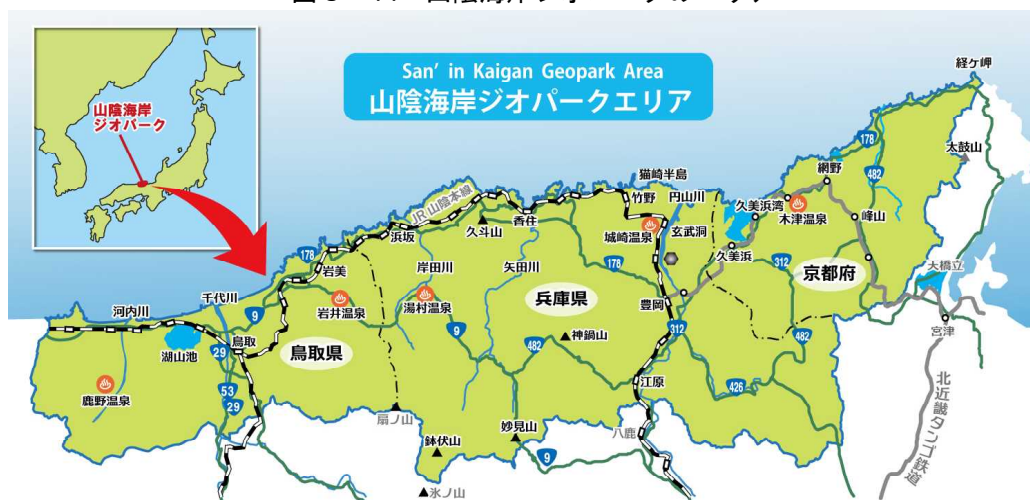 San' in Kaigan Geopark Area
山陰海岸ジオパークエリア
山陰海岸
ジオパーク
経ケ岬
178
太鼓山
482
網野
猫崎半島
竹野
円山川
久美浜湾
木津温泉
峰山
JR山陰本線
香住
浜坂
久斗山
城崎温泉
玄武洞
久美浜
312
京都府
大橋立
178
岩美
岸田川
矢田川
178
兵庫県
豊岡
宮津
河内川
千代川
9
岩井温泉
湯村温泉
9
312
482
鳥取
鳥取県
482
神鍋山
湖山池
29
鹿野温泉
53
29
江原
426
扇ノ山
鉢伏山
妙見山
八鹿
9
氷ノ山
北近畿タンゴ鉄道